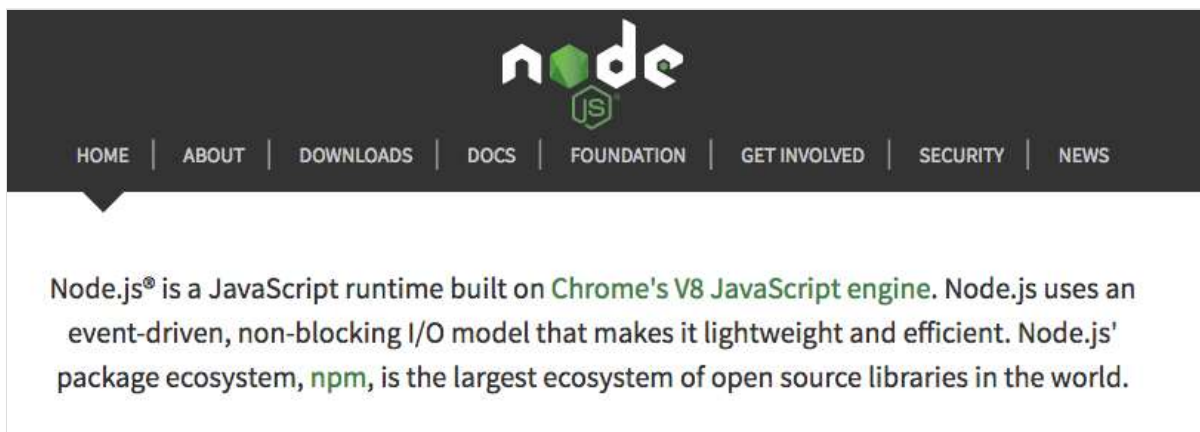 node
JS®
HOME | ABOUT | DOWNLOADS | DOCS | FOUNDATION | GET INVOLVED | SECURITY | NEWS
Node.js® is a JavaScript runtime built on Chrome's V8 JavaScript engine. Node.js uses an
event-driven, non-blocking I/O model that makes it lightweight and efficient. Node.js'
package ecosystem, npm, is the largest ecosystem of open source libraries in the world.